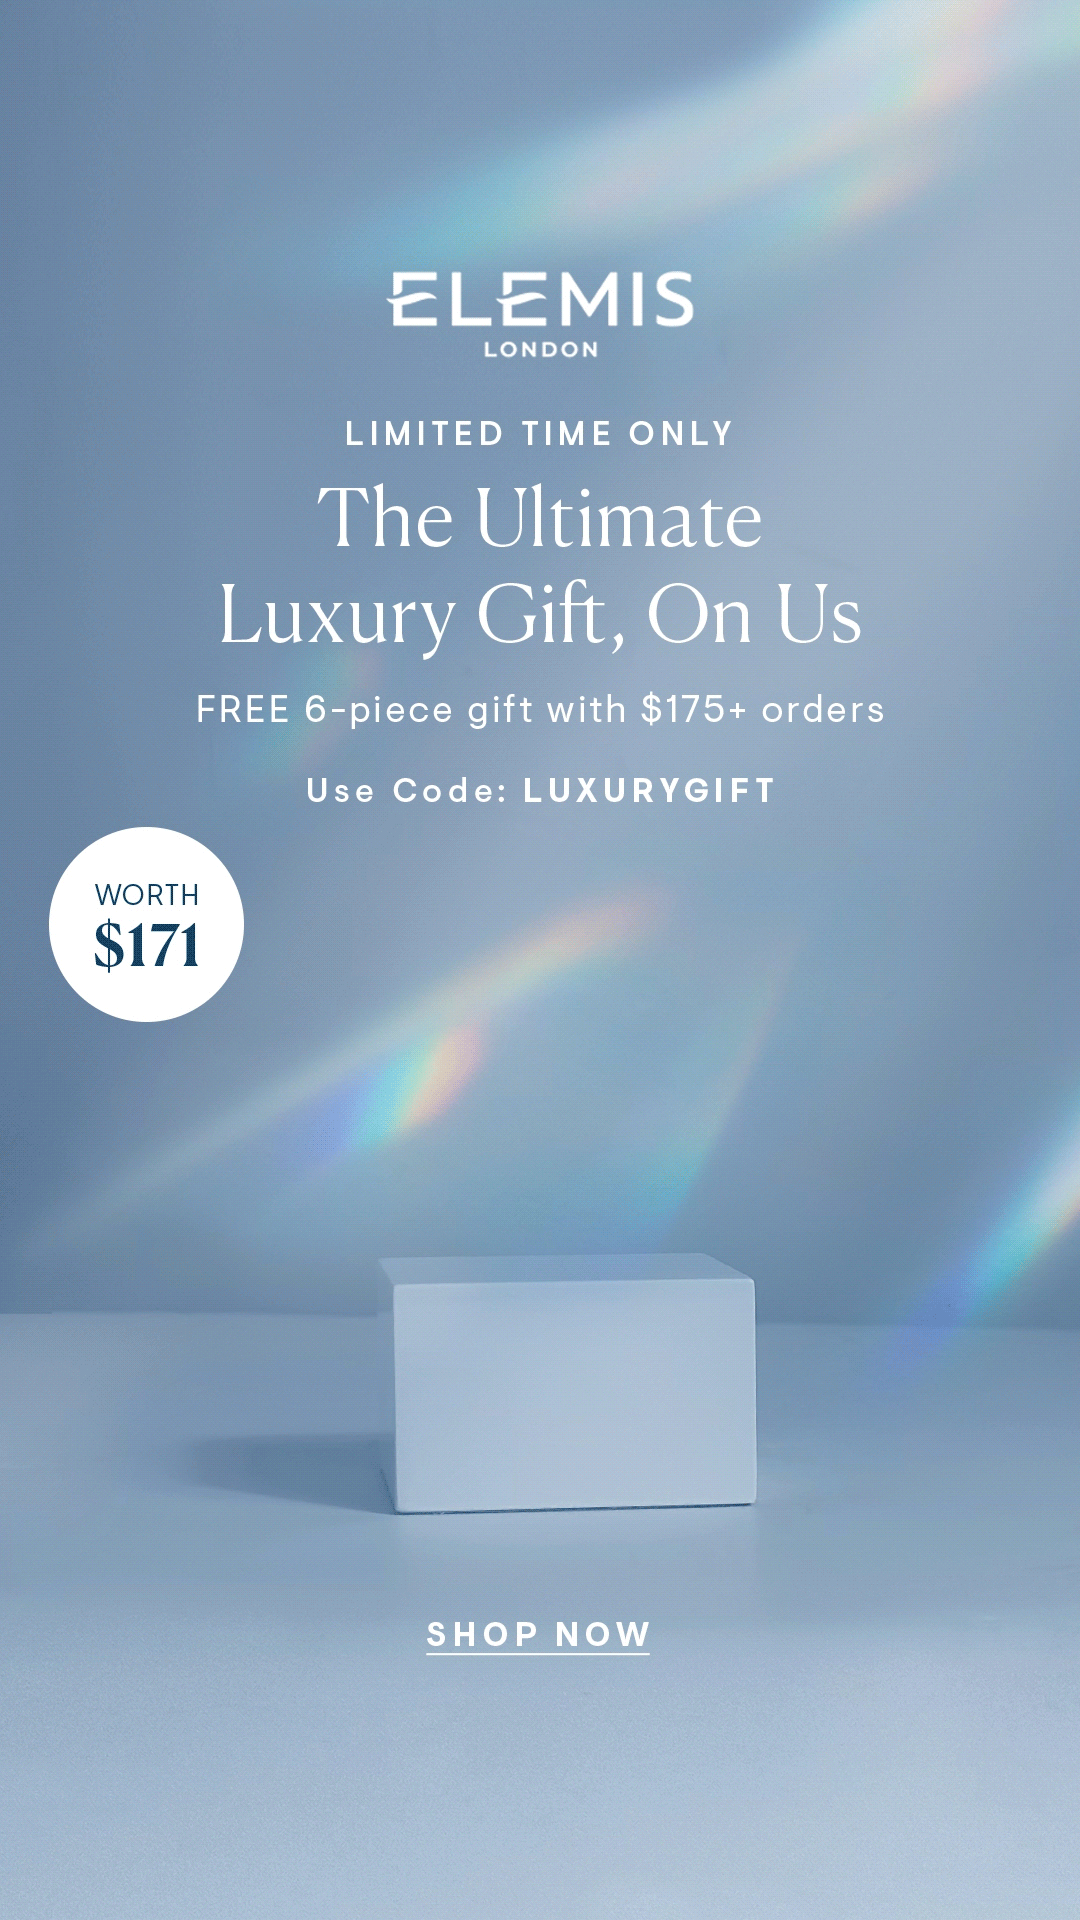 ELEMIS
LONDON
LIMITED TIME ONLY
The Ultimate
Luxury Gift, On Us
FREE 6-piece gift with $175+ orders
Use Code: LUXURYGIFT
WORTH
$171
SHOP NOW